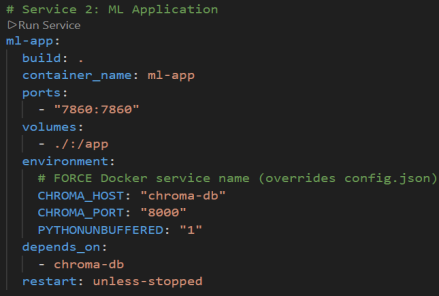 # Service 2: ML Application
▷Run Service
ml-app:
  build: .
  container_name: ml-app
  ports:
    - "7860:7860"
  volumes:
    - ./:/app
  environment:
    # FORCE Docker service name (overrides config.json)
    CHROMA_HOST: "chroma-db"
    CHROMA_PORT: "8000"
    PYTHONUNBUFFERED: "1"
  depends_on:
    - chroma-db
  restart: unless-stopped